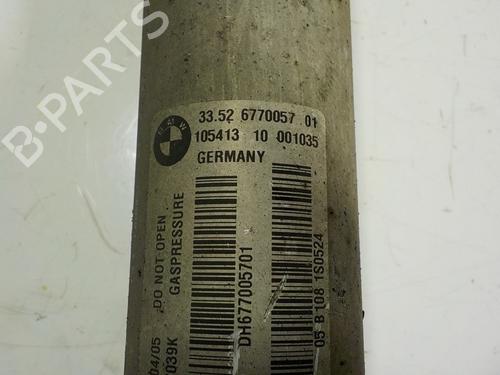 B-PARTS
BMW
33.52 6770057 01
105413 10 001035
GERMANY
DO NOT OPEN
GASPRESSURE
DH677005701
05 B 108 1S0524
04/05
039K